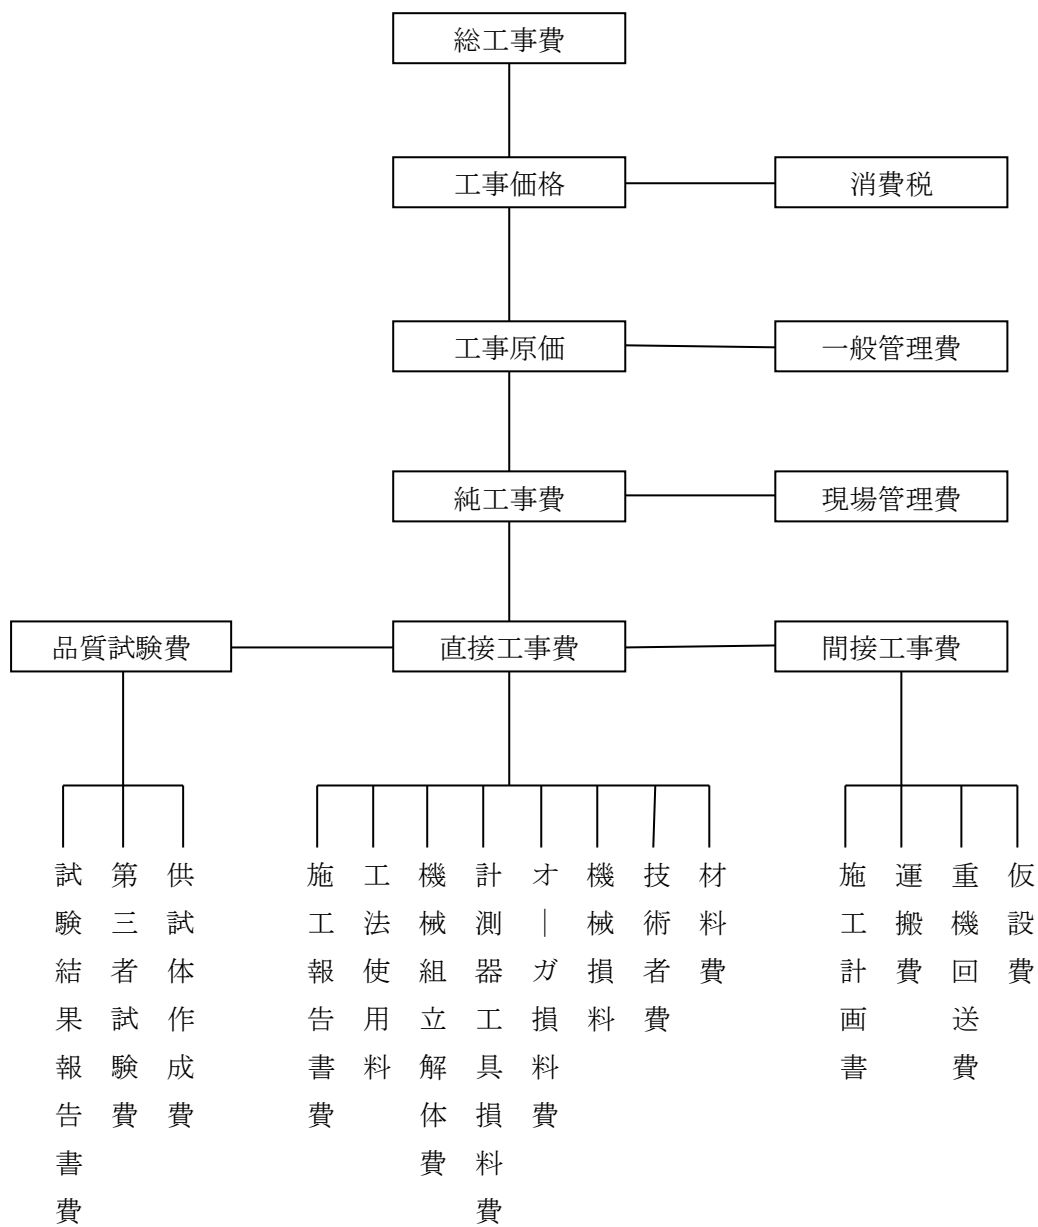 総工事費
工事価格
消費税
工事原価
一般管理費
純工事費
現場管理費
品質試験費
直接工事費
間接工事費
試験結果報告書費
第三者試験費
供試体作成費
施工報告書費
工法使用料
機械組立解体費
計測器工具損料費
オーガ損料費
機械損料
技術者費
材料費
施工計画書
運搬費
重機回送費
仮設費